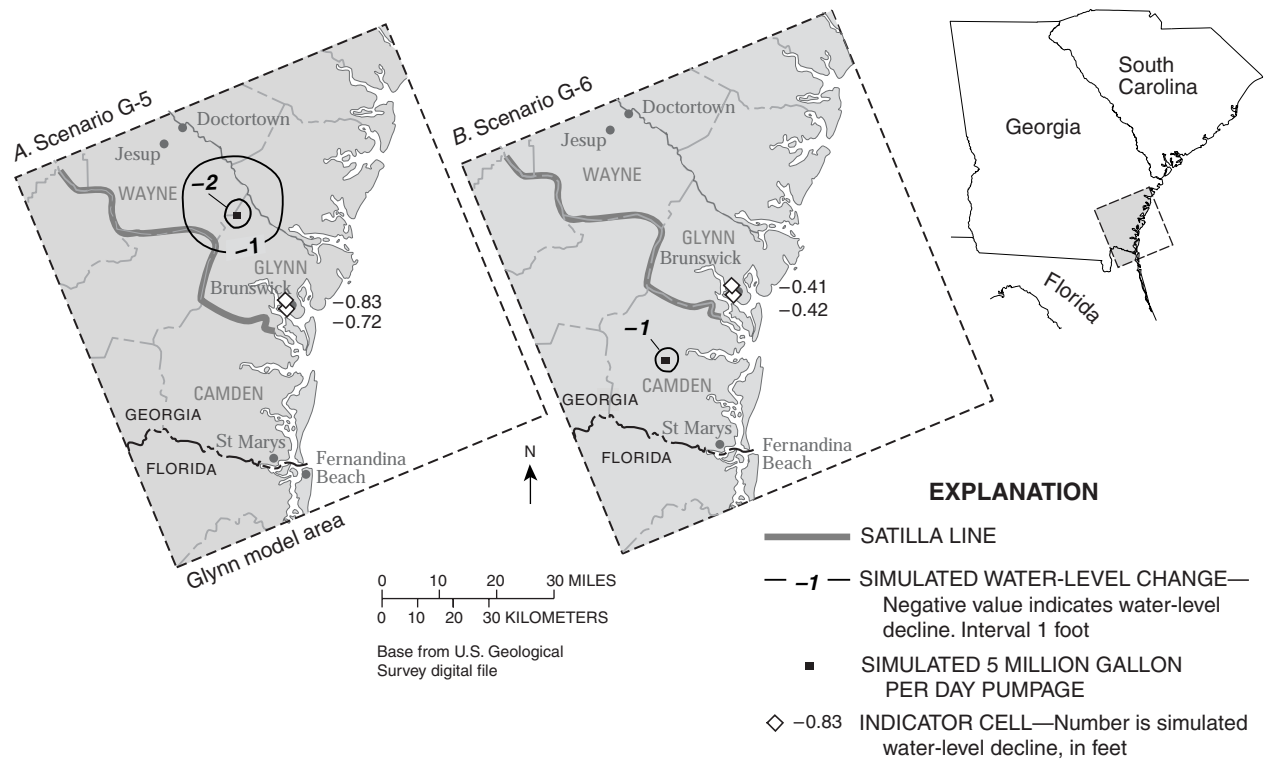 A. Scenario G-5
Doctortown
Jesup
WAYNE
–2
–1
GLYNN
Brunswick
–0.83
–0.72
CAMDEN
GEORGIA
St Marys
FLORIDA
Fernandina
Beach
Glynn model area
B. Scenario G-6
Doctortown
Jesup
WAYNE
GLYNN
Brunswick
–0.41
–0.42
–1
CAMDEN
GEORGIA
St Marys
FLORIDA
Fernandina
Beach
South
Carolina
Georgia
Florida
N
0 10 20 30 MILES
0 10 20 30 KILOMETERS
Base from U.S. Geological
Survey digital file
EXPLANATION
SATILLA LINE
–1 SIMULATED WATER-LEVEL CHANGE—
Negative value indicates water-level
decline. Interval 1 foot
SIMULATED 5 MILLION GALLON
PER DAY PUMPAGE
–0.83 INDICATOR CELL—Number is simulated
water-level decline, in feet